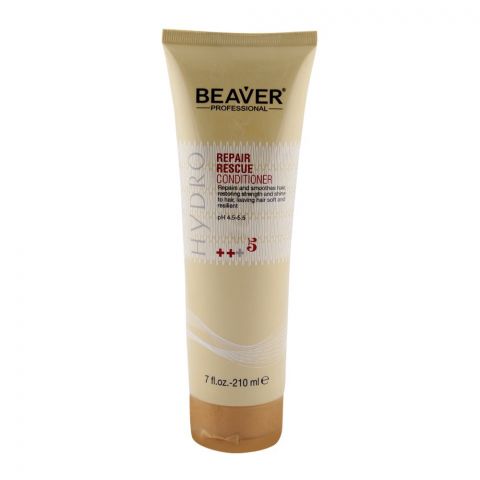 BEAVER®
PROFESSIONAL
HYDRO
REPAIR
RESCUE
CONDITIONER
Repairs and smoothes hair,
restoring strength and shine
to hair, leaving hair soft and
resilient
pH 4.5-5.5
+++5
7 fl.oz.-210 ml ℮